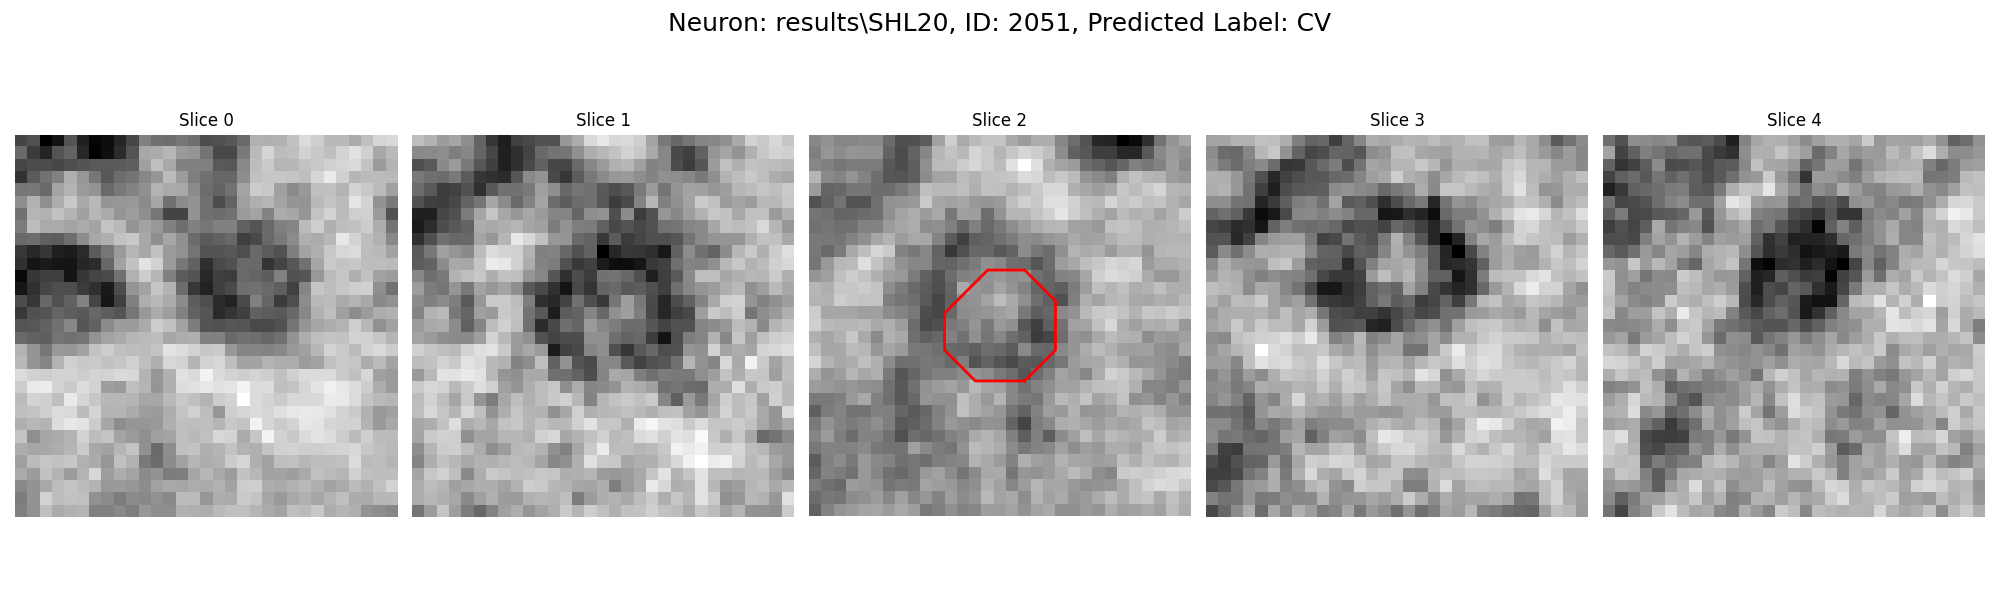 Neuron: results\SHL20, ID: 2051, Predicted Label: CV
Slice 0
Slice 1
Slice 2
Slice 3
Slice 4